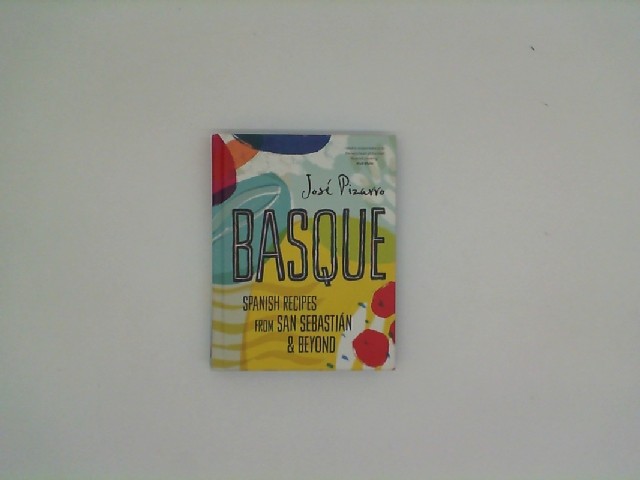 José Pizarro
BASQUE
SPANISH RECIPES
FROM SAN SEBASTIÁN
& BEYOND